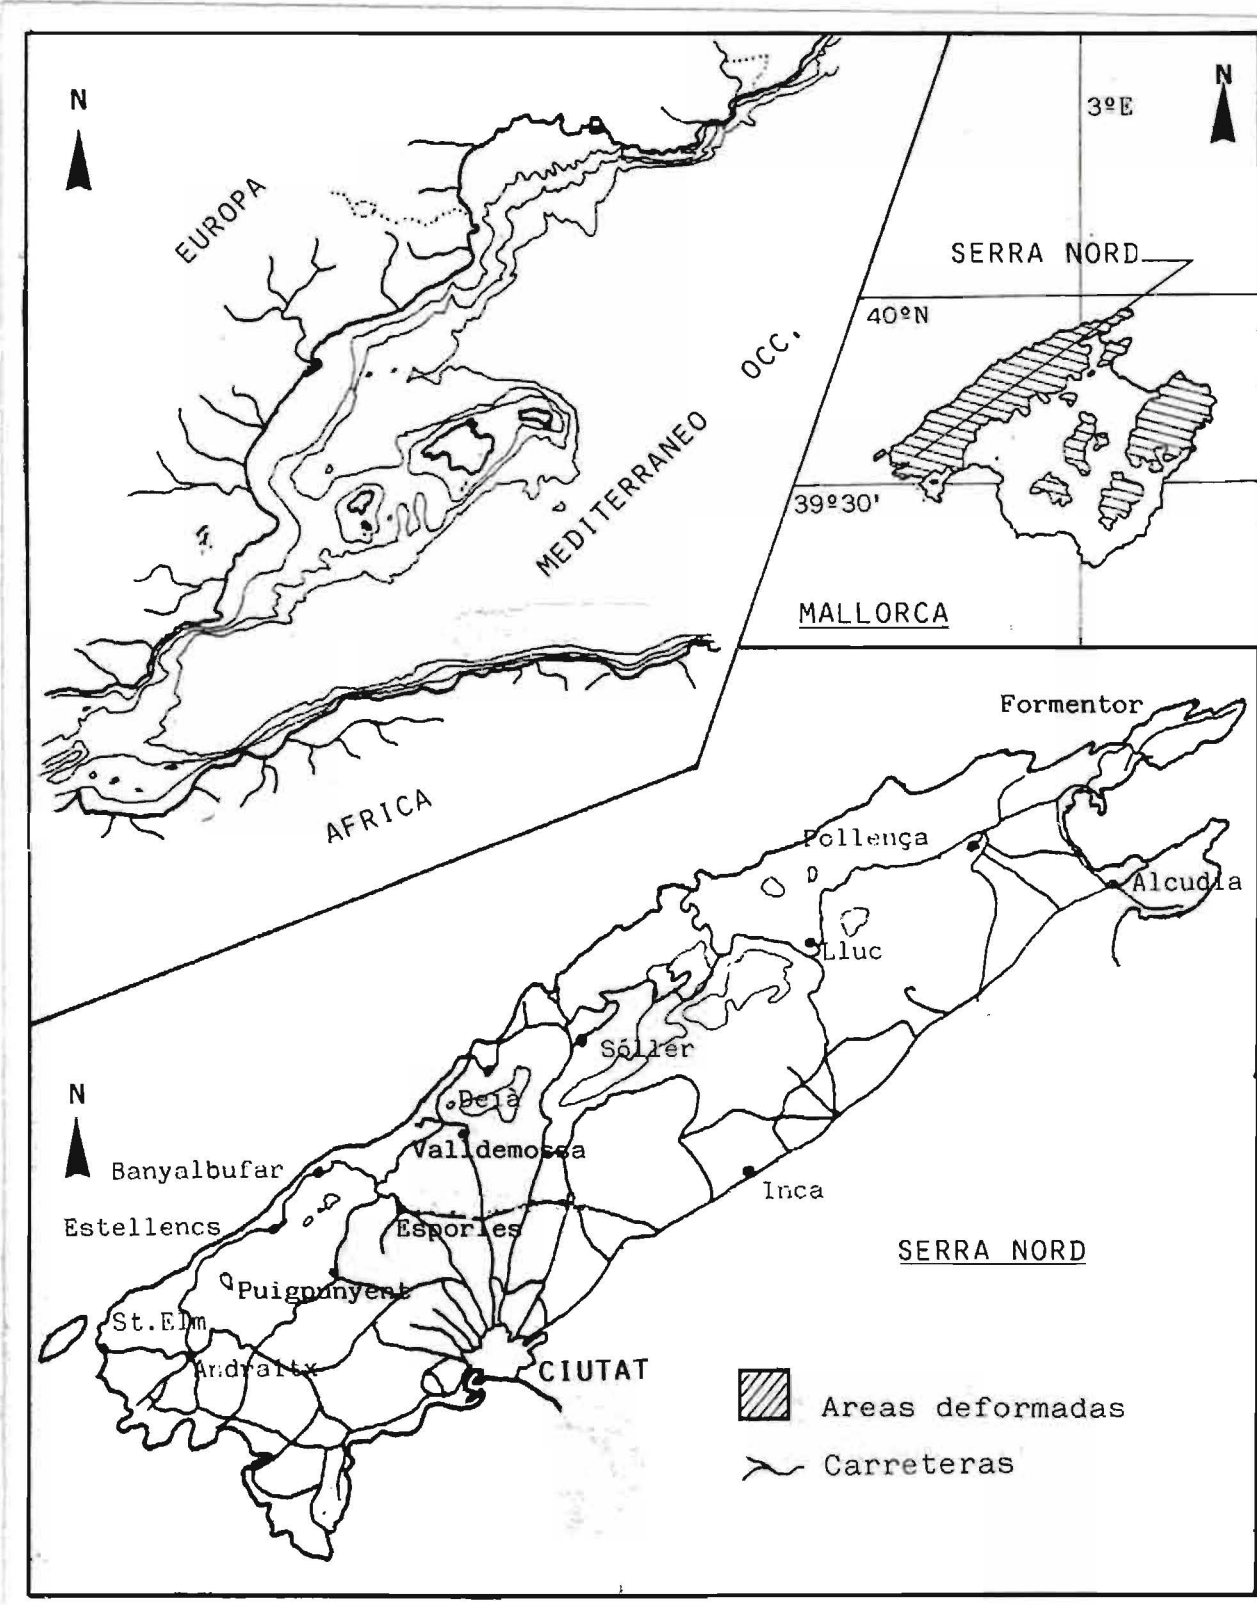 N
EUROPA
OCC.
MEDITERRANEO
AFRICA
N
3ºE
SERRA NORD
40ºN
39º30'
MALLORCA
Formentor
Pollença
Alcudia
Lluc
Sóller
Deià
Valldemossa
N
Banyalbufar
Inca
Estellencs
Esporles
SERRA NORD
Puigpunyent
St.Elm
Andraitx
CIUTAT
Areas deformadas
Carreteras